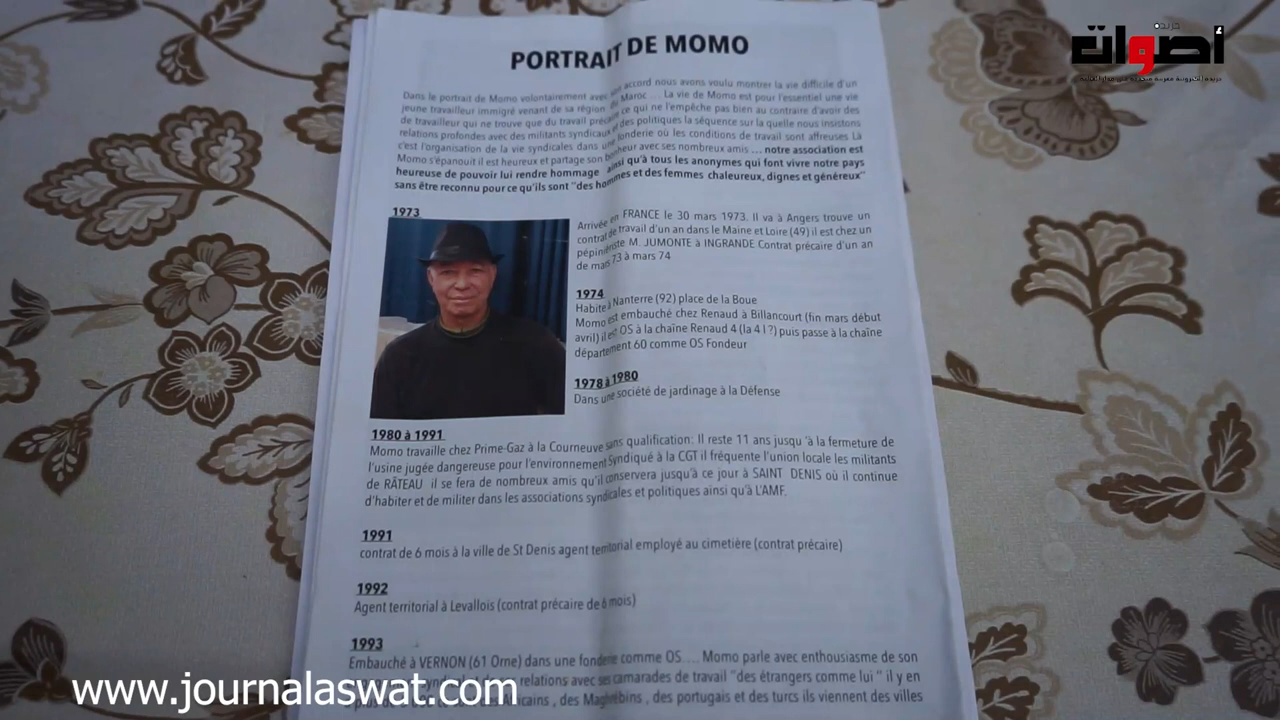 أصوات
جريدة
PORTRAIT DE MOMO
Dans le portrait de Momo volontairement avec son accord nous avons voulu montrer la vie difficile d'un
jeune travailleur immigré venant de sa région du Maroc .... La vie de Momo est pour l'essentiel une vie
de travailleur qui ne trouve que du travail précaire ce qui ne l'empêche pas bien au contraire d'avoir des
relations profondes avec des militants syndicaux et des politiques la séquence sur la quelle nous insistons
c'est l'organisation de la vie syndicales dans une fonderie où les conditions de travail sont affreuses Là
Momo s'épanouit il est heureux et partage son bonheur avec ses nombreux amis ... notre association est
heureuse de pouvoir lui rendre hommage ainsi qu'à tous les anonymes qui font vivre notre pays
sans être reconnu pour ce qu'ils sont "des hommes et des femmes chaleureux, dignes et généreux"
1973
Arrivée en FRANCE le 30 mars 1973. Il va à Angers trouve un
contrat de travail d'un an dans le Maine et Loire (49) il est chez un
pépiniériste M. JUMONTE à INGRANDE Contrat précaire d'un an
de mars 73 à mars 74
1974
Habite à Nanterre (92) place de la Boue
Momo est embauché chez Renaud à Billancourt (fin mars début
avril) il est OS à la chaîne Renaud 4 (la 4 l ?) puis passe à la chaîne
département 60 comme OS Fondeur
1978 à 1980
Dans une société de jardinage à la Défense
1980 à 1991
Momo travaille chez Prime-Gaz à la Courneuve sans qualification: Il reste 11 ans jusqu 'à la fermeture de
l'usine jugée dangereuse pour l'environnement Syndiqué à la CGT il fréquente l'union locale les militants
de RÂTEAU il se fera de nombreux amis qu'il conservera jusqu'à ce jour à SAINT DENIS où il continue
d'habiter et de militer dans les associations syndicales et politiques ainsi qu'à L'AMF.
1991
contrat de 6 mois à la ville de St Denis agent territorial employé au cimetière (contrat précaire)
1992
Agent territorial à Levallois (contrat précaire de 6 mois)
1993
Embauché à VERNON (61 Orne) dans une fonderie comme OS .... Momo parle avec enthousiasme de son
relations avec ses camarades de travail "des étrangers comme lui " il y en
des Africains , des Maghrébins , des portugais et des turcs ils viennent des villes
www.journalaswat.com